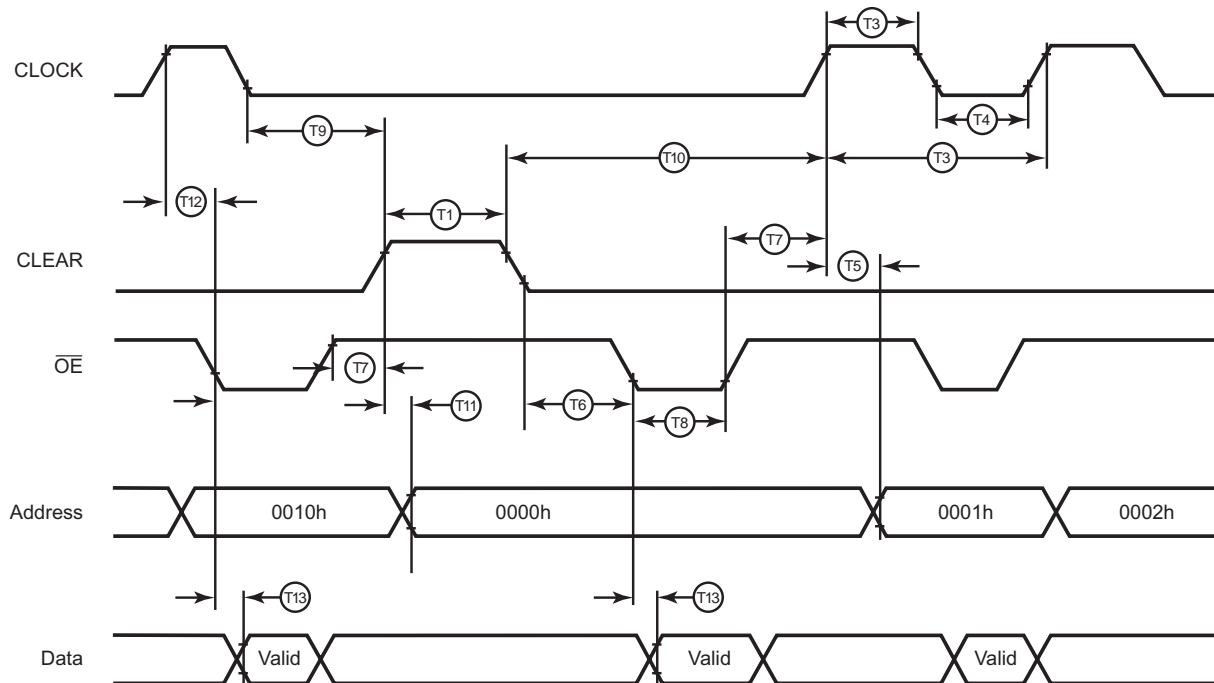 T3
CLOCK
T4
T9
T10
T3
T12
T1
T7
CLEAR
T5
OE
T7
T11
T6
T8
Address
0010h
0000h
0001h
0002h
T13
T13
Data
Valid
Valid
Valid